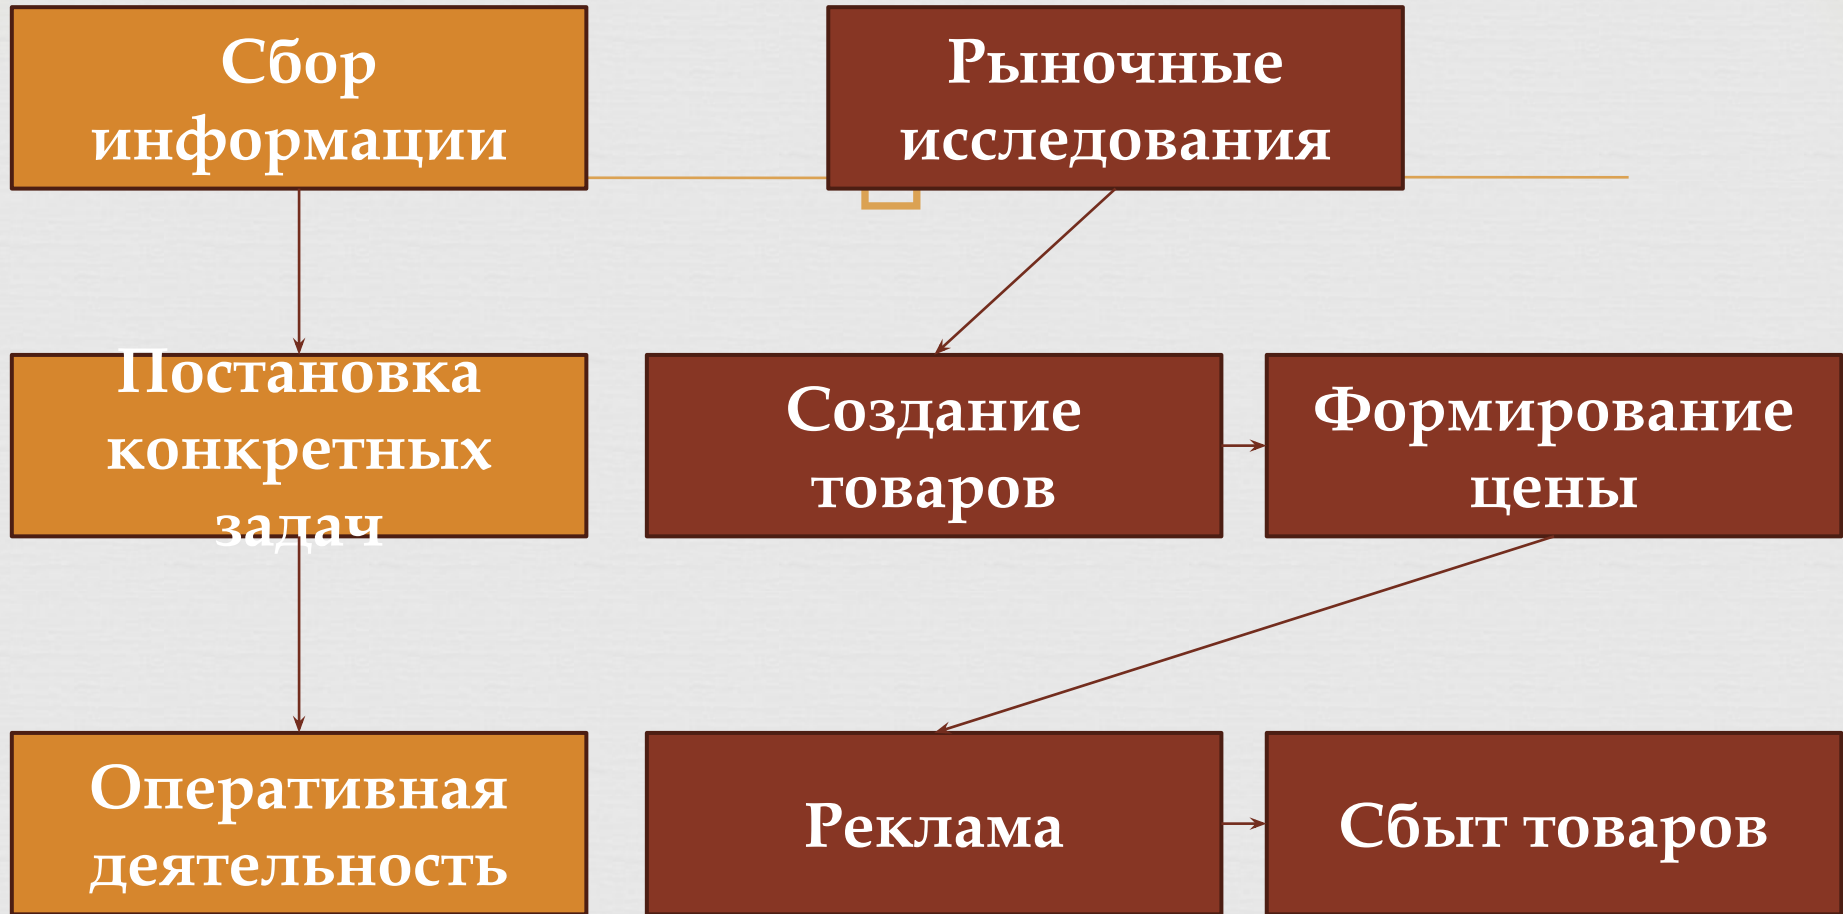 Сбор
информации
Рыночные
исследования
Постановка
конкретных
задач
Создание
товаров
Формирование
цены
Оперативная
деятельность
Реклама
Сбыт товаров